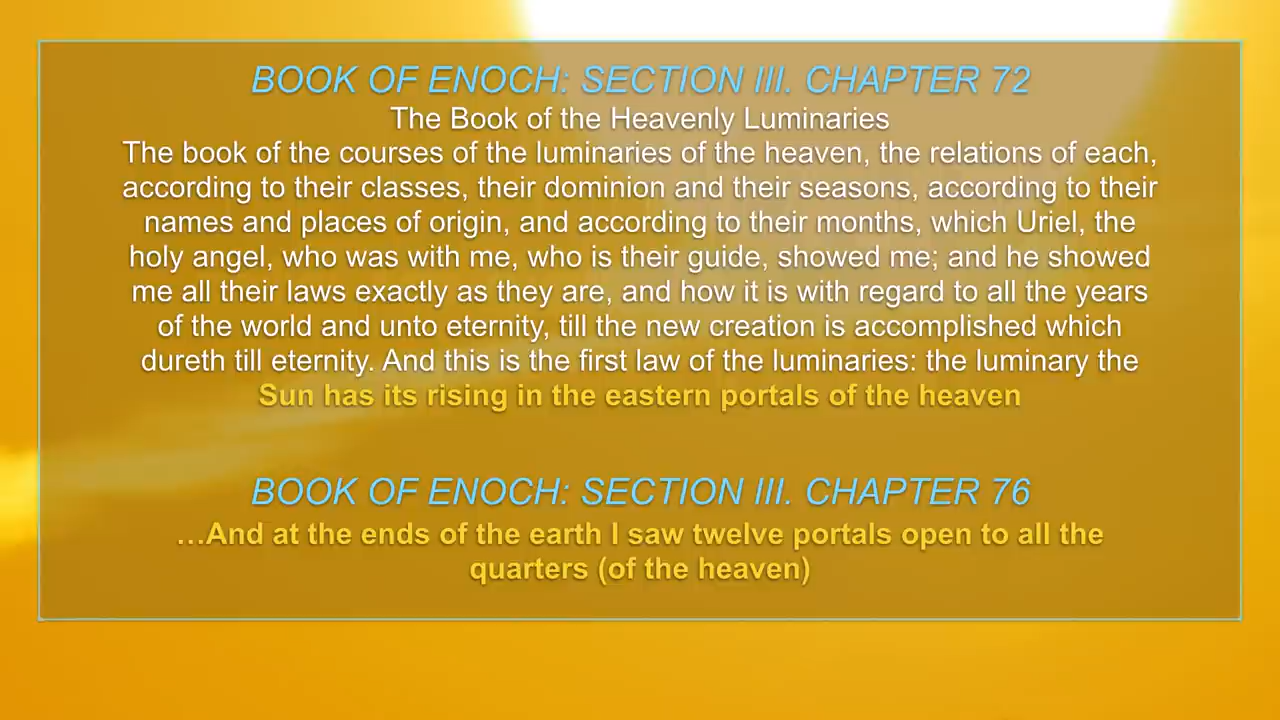 BOOK OF ENOCH: SECTION III. CHAPTER 72
The Book of the Heavenly Luminaries
The book of the courses of the luminaries of the heaven, the relations of each,
according to their classes, their dominion and their seasons, according to their
names and places of origin, and according to their months, which Uriel, the
holy angel, who was with me, who is their guide, showed me; and he showed
me all their laws exactly as they are, and how it is with regard to all the years
of the world and unto eternity, till the new creation is accomplished which
dureth till eternity. And this is the first law of the luminaries: the luminary the
Sun has its rising in the eastern portals of the heaven
BOOK OF ENOCH: SECTION III. CHAPTER 76
…And at the ends of the earth I saw twelve portals open to all the
quarters (of the heaven)